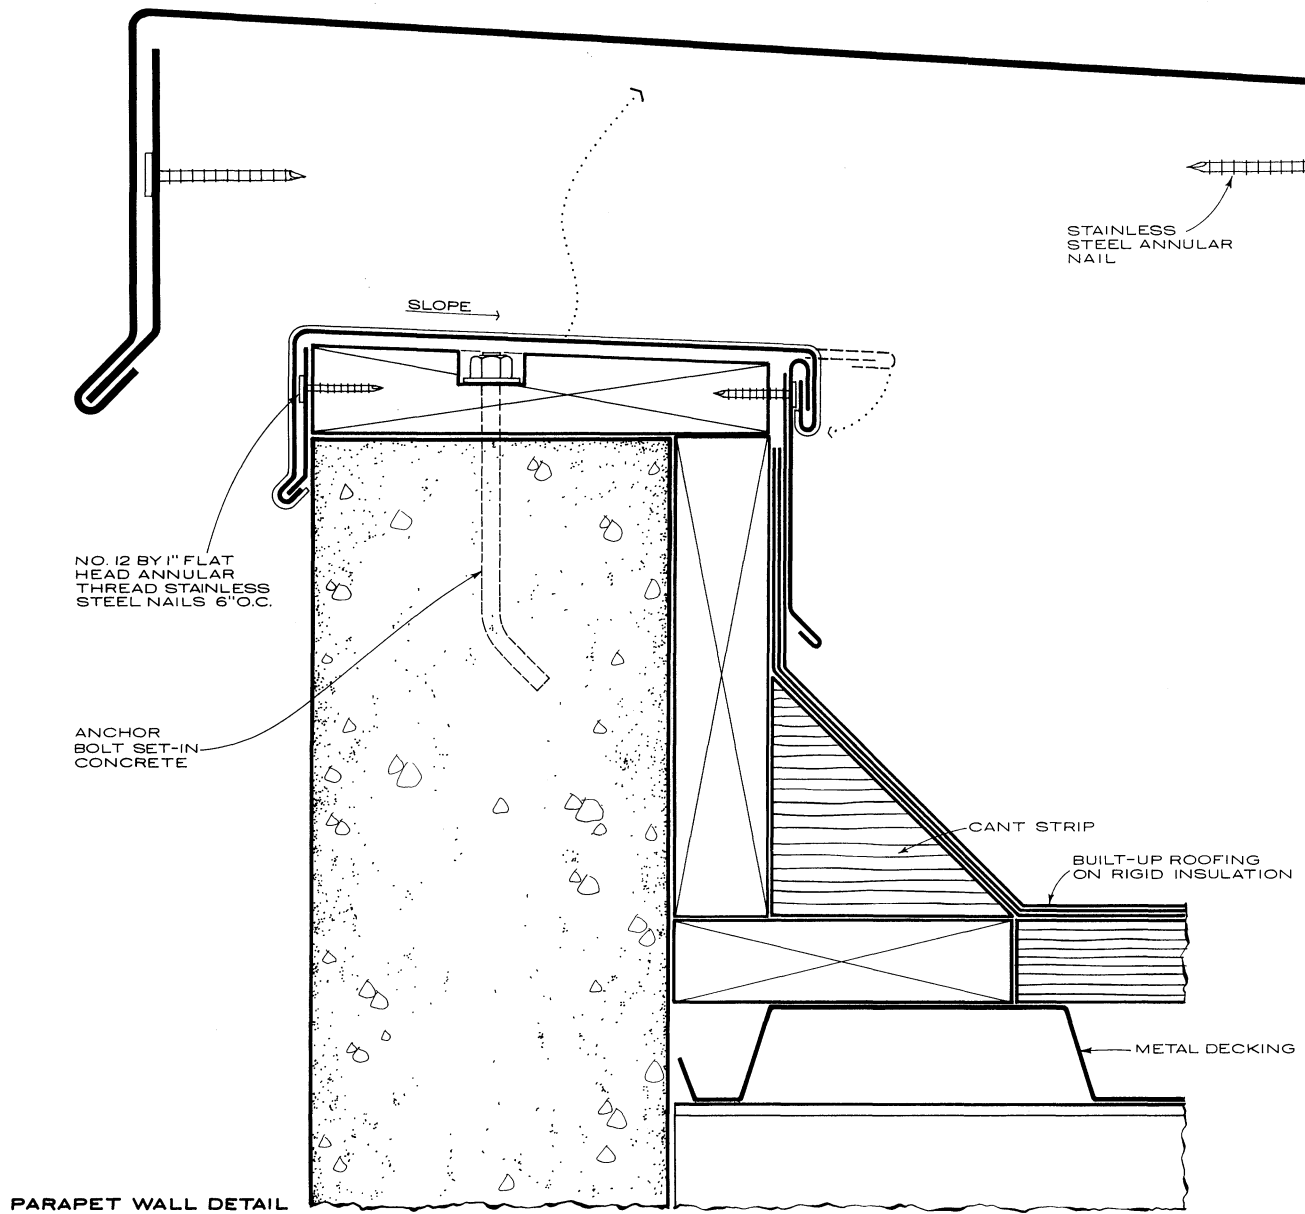 STAINLESS
STEEL ANNULAR
NAIL
SLOPE
NO. 12 BY 1" FLAT
HEAD ANNULAR
THREAD STAINLESS
STEEL NAILS 6" O.C.
ANCHOR
BOLT SET-IN
CONCRETE
CANT STRIP
BUILT-UP ROOFING
ON RIGID INSULATION
METAL DECKING
PARAPET WALL DETAIL